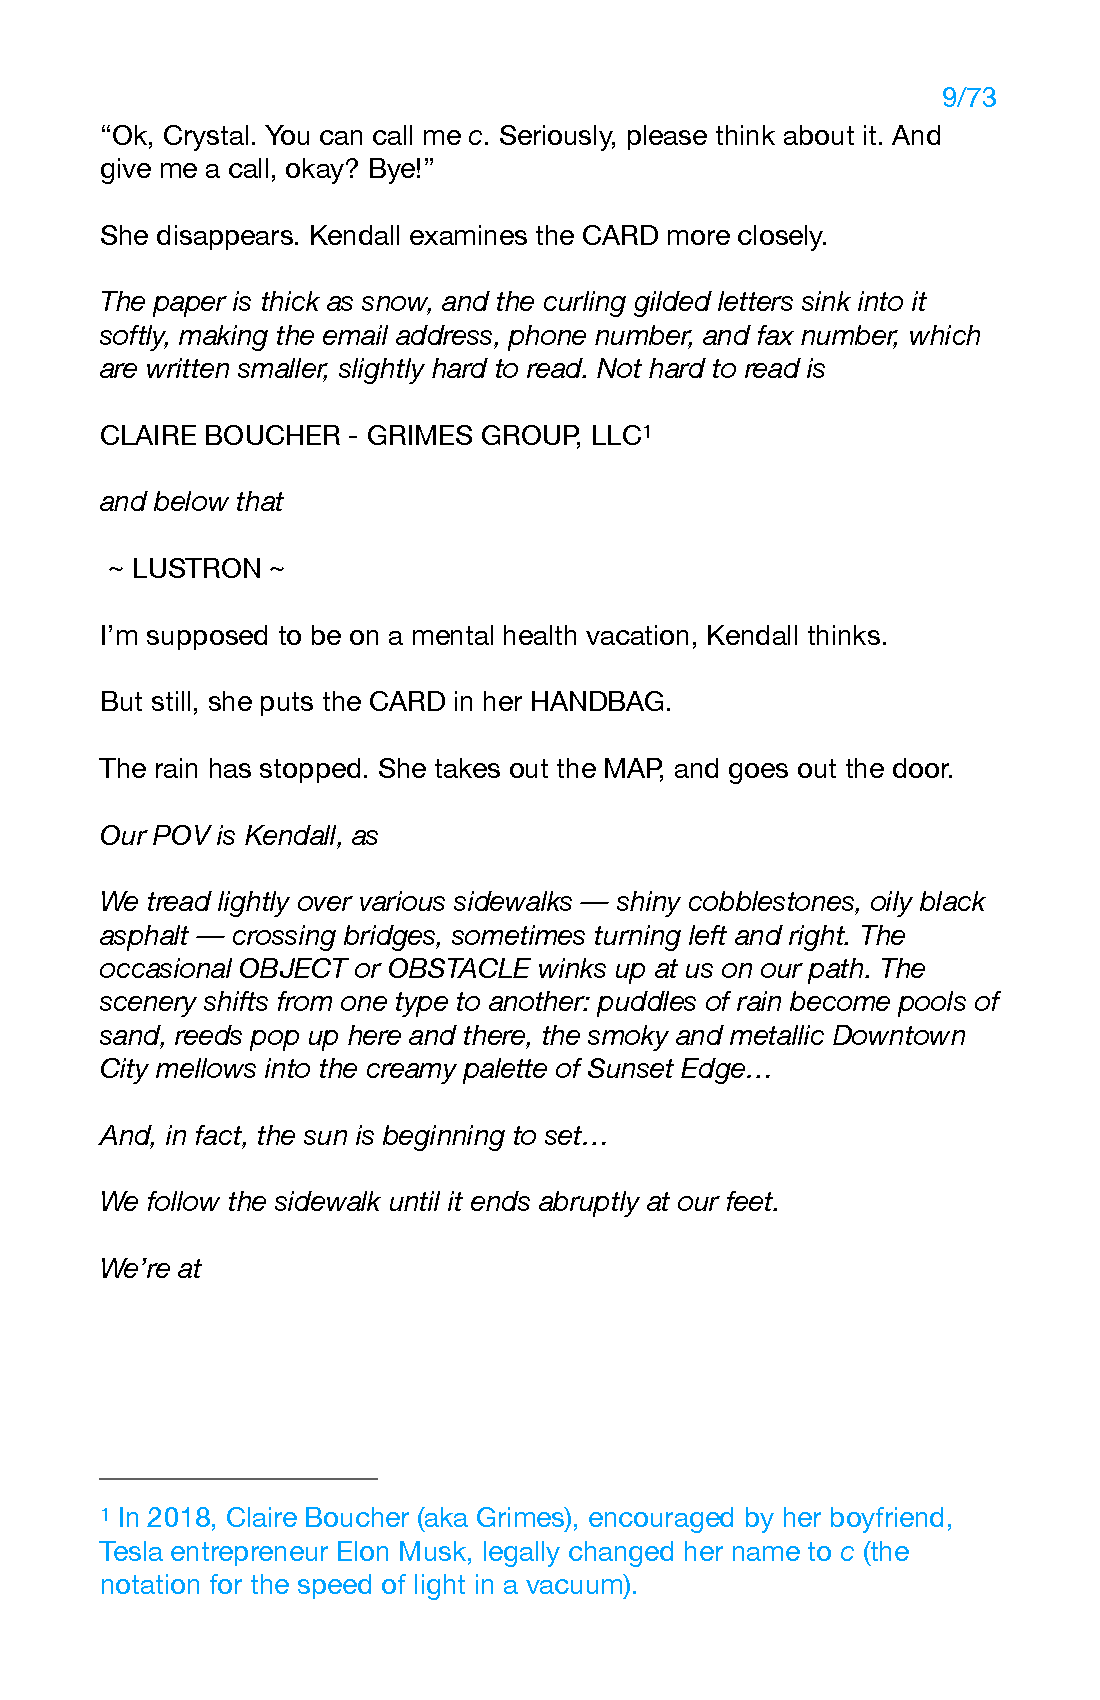 9/73
“Ok, Crystal. You can call me c. Seriously, please think about it. And
give me a call, okay? Bye!”
She disappears. Kendall examines the CARD more closely.
The paper is thick as snow, and the curling gilded letters sink into it
softly, making the email address, phone number, and fax number, which
are written smaller, slightly hard to read. Not hard to read is
CLAIRE BOUCHER - GRIMES GROUP, LLC¹
and below that
~ LUSTRON ~
I’m supposed to be on a mental health vacation, Kendall thinks.
But still, she puts the CARD in her HANDBAG.
The rain has stopped. She takes out the MAP, and goes out the door.
Our POV is Kendall, as
We tread lightly over various sidewalks — shiny cobblestones, oily black
asphalt — crossing bridges, sometimes turning left and right. The
occasional OBJECT or OBSTACLE winks up at us on our path. The
scenery shifts from one type to another: puddles of rain become pools of
sand, reeds pop up here and there, the smoky and metallic Downtown
City mellows into the creamy palette of Sunset Edge…
And, in fact, the sun is beginning to set…
We follow the sidewalk until it ends abruptly at our feet.
We’re at
¹ In 2018, Claire Boucher (aka Grimes), encouraged by her boyfriend,
Tesla entrepreneur Elon Musk, legally changed her name to c (the
notation for the speed of light in a vacuum).